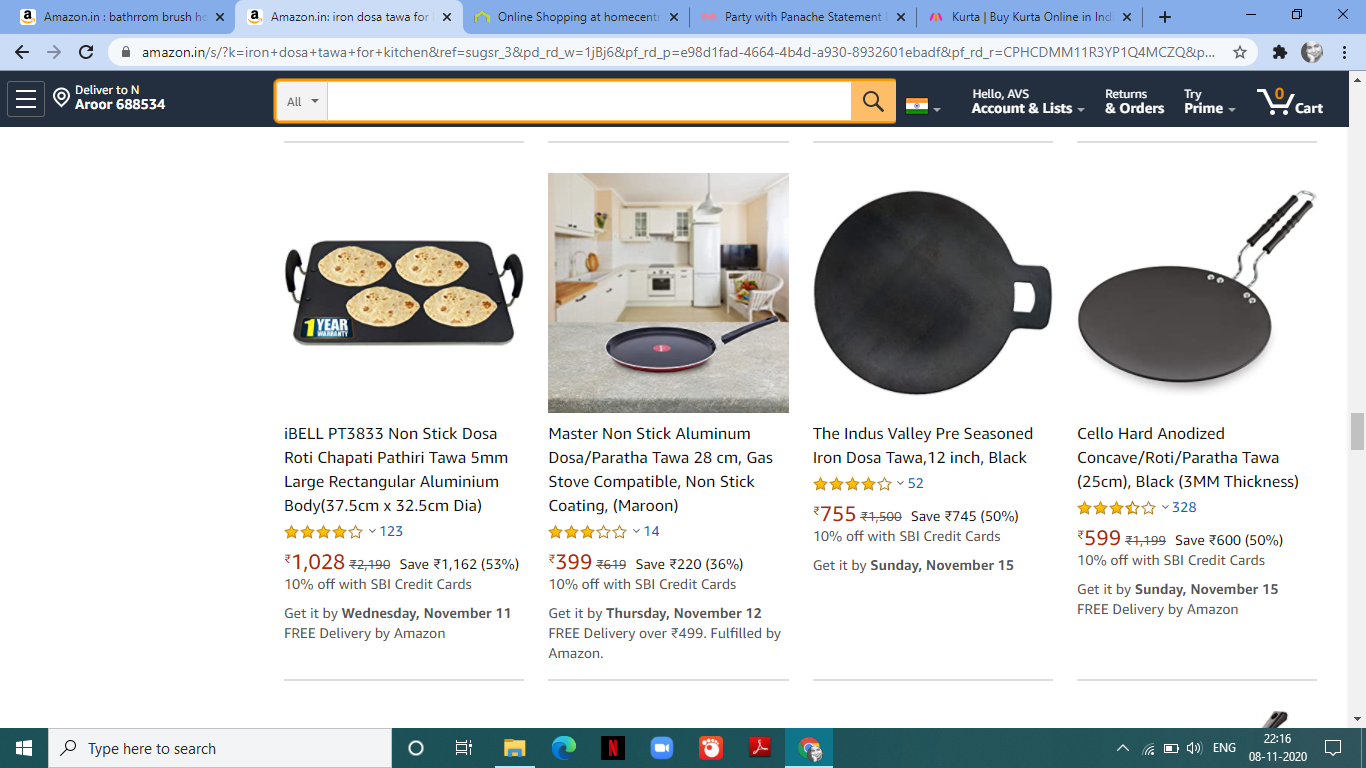 Amazon.in : bathrrom brush ho
Amazon.in: iron dosa tawa for
Online Shopping at homecentr
Party with Panache Statement
Kurta | Buy Kurta Online in Ind
amazon.in/s/?k=iron+dosa+tawa+for+kitchen&ref=sugsr_3&pd_rd_w=1jBj6&pf_rd_p=e98d1fad-4664-4b4d-a930-8932601ebadf&pf_rd_r=CPHCDMM11R3YP1Q4MCZQ&p...
Deliver to N
Aroor 688534
All
Hello, AVS
Account & Lists
Returns
& Orders
Try
Prime
0
Cart
1 YEAR
WARRANTY
iBELL PT3833 Non Stick Dosa
Roti Chapati Pathiri Tawa 5mm
Large Rectangular Aluminium
Body(37.5cm x 32.5cm Dia)
123
₹1,028 ₹2,190 Save ₹1,162 (53%)
10% off with SBI Credit Cards
Get it by Wednesday, November 11
FREE Delivery by Amazon
Master Non Stick Aluminum
Dosa/Paratha Tawa 28 cm, Gas
Stove Compatible, Non Stick
Coating, (Maroon)
14
₹399 ₹619 Save ₹220 (36%)
10% off with SBI Credit Cards
Get it by Thursday, November 12
FREE Delivery over ₹499. Fulfilled by
Amazon.
The Indus Valley Pre Seasoned
Iron Dosa Tawa,12 inch, Black
52
₹755 ₹1,500 Save ₹745 (50%)
10% off with SBI Credit Cards
Get it by Sunday, November 15
Cello Hard Anodized
Concave/Roti/Paratha Tawa
(25cm), Black (3MM Thickness)
328
₹599 ₹1,199 Save ₹600 (50%)
10% off with SBI Credit Cards
Get it by Sunday, November 15
FREE Delivery by Amazon
Type here to search
ENG
22:16
08-11-2020